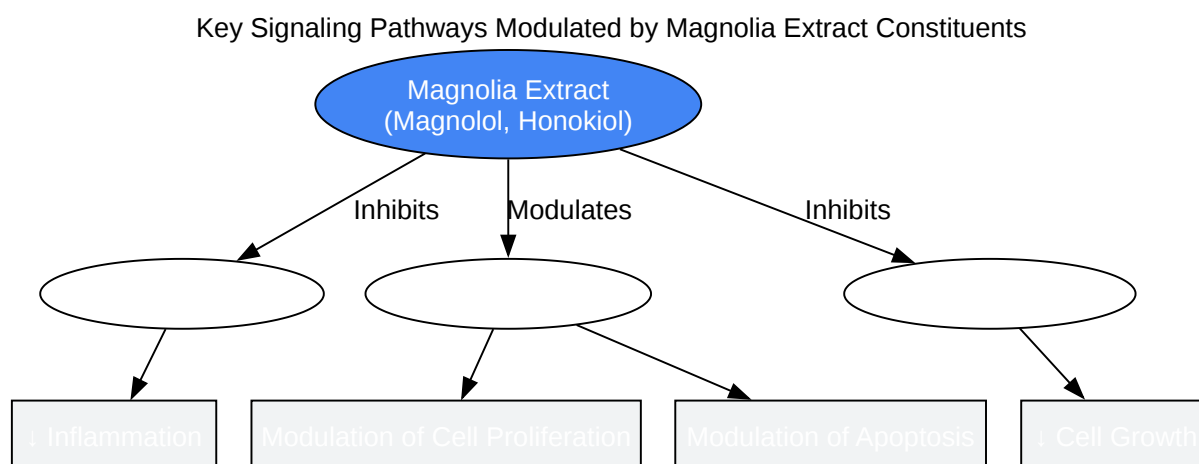 Key Signaling Pathways Modulated by Magnolia Extract Constituents
Magnolia Extract
(Magnolol, Honokiol)
Inhibits
Modulates
Inhibits
↓ Inflammation
Modulation of Cell Proliferation
Modulation of Apoptosis
↓ Cell Growth